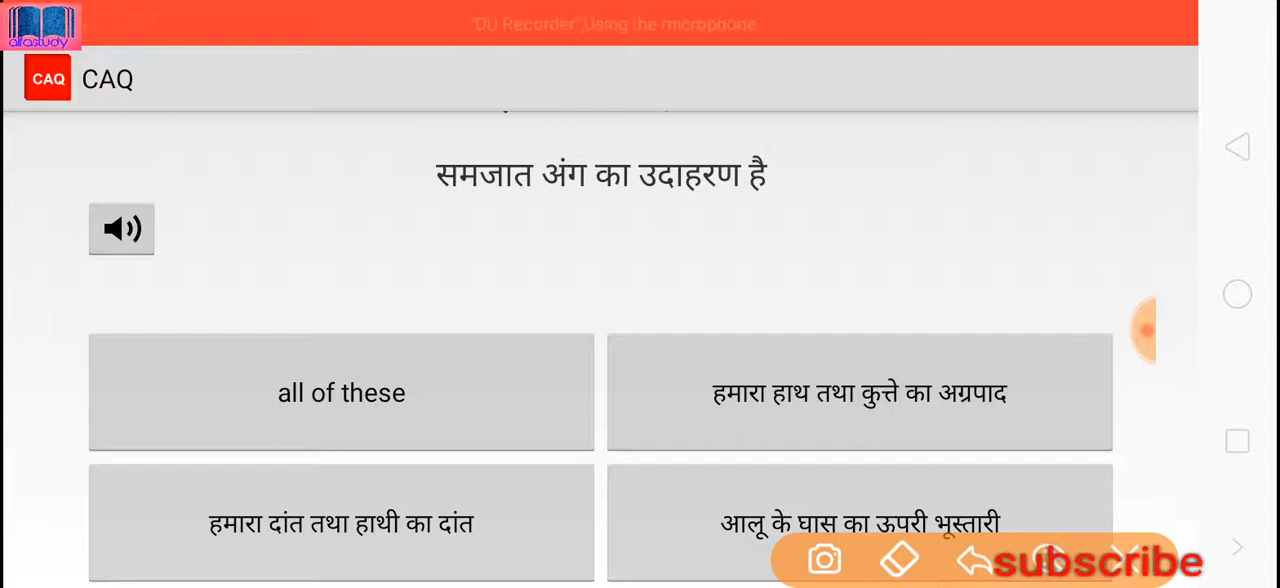 "DU Recorder",Using the microphone
alfastudy
CAQ CAQ
समजात अंग का उदाहरण है
all of these
हमारा हाथ तथा कुत्ते का अग्रपाद
हमारा दांत तथा हाथी का दांत
आलू के घास का ऊपरी भूस्तारी
subscribe